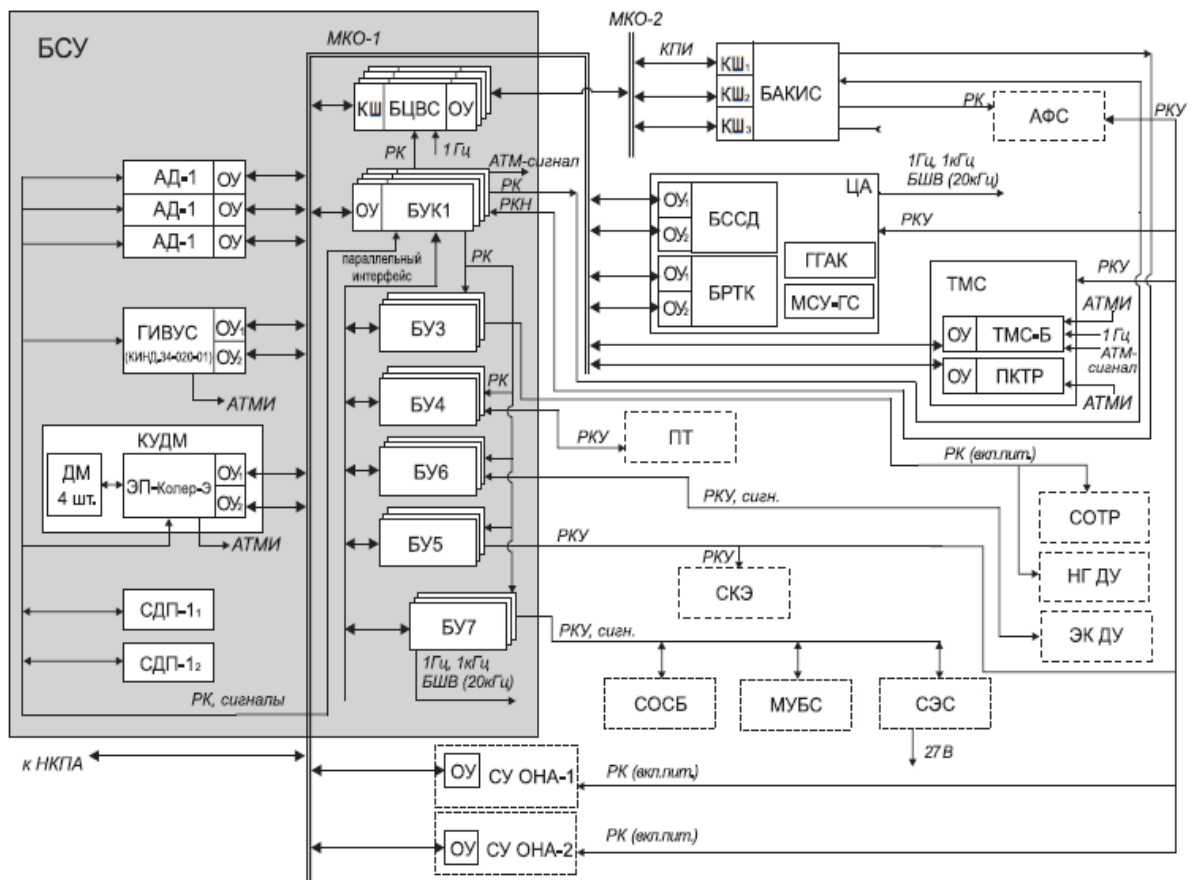 БСУ
МКО-1
МКО-2
КПИ
КШ БЦВС ОУ
КШ₁
КШ₂
КШ₃
БАКИС
РК
АФС
РКУ
РК
1 Гц
АТМ-сигнал
РК
РКН
ОУ БУК1
АД-1 ОУ
АД-1 ОУ
АД-1 ОУ
параллельный
интерфейс
РК
ОУ₁
ОУ₂
БССД
ОУ₁
ОУ₂
БРТК
ЦА
ГГАК
МСУ-ГС
1Гц, 1кГц
БШВ (20кГц)
РКУ
ТМС
РКУ
АТМИ
ОУ ТМС-Б
1 Гц
АТМ-
сигнал
ОУ ПКТР
АТМИ
ГИВУС
(КИНД.34-020-01)
ОУ₁
ОУ₂
АТМИ
БУ3
БУ4
РК
РКУ
ПТ
КУДМ
ДМ
4 шт.
ЭП-Колер-Э
ОУ₁
ОУ₂
АТМИ
БУ6
РКУ, сигн.
РК (вкл.пит.)
СОТР
НГ ДУ
ЭК ДУ
БУ5
РКУ
РКУ
СКЭ
СДП-1₁
СДП-1₂
БУ7
РКУ, сигн.
1Гц, 1кГц
БШВ (20кГц)
СОСБ
МУБС
СЭС
27 В
РК, сигналы
к НКПА
ОУ СУ ОНА-1
РК (вкл.пит.)
ОУ СУ ОНА-2
РК (вкл.пит.)